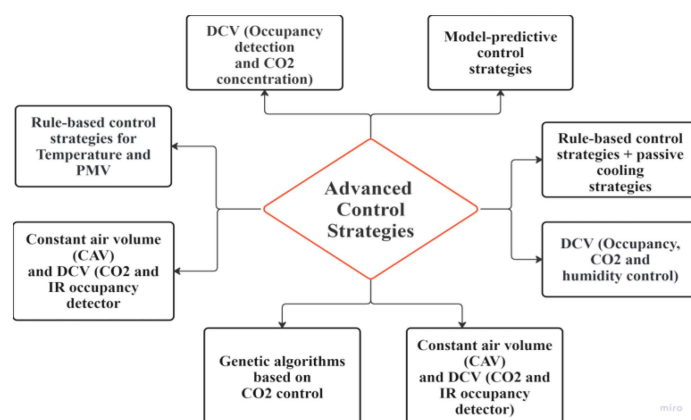 DCV (Occupancy
detection
and CO2
concentration)
Model-predictive
control
strategies
Rule-based control
strategies for
Temperature and
PMV
Rule-based control
strategies + passive
cooling
strategies
Advanced
Control
Strategies
Constant air volume
(CAV)
and DCV (CO2 and
IR occupancy
detector
DCV (Occupancy,
CO2 and
humidity control)
Genetic algorithms
based on
CO2 control
Constant air volume
(CAV)
and DCV (CO2 and
IR occupancy
detector)
miro